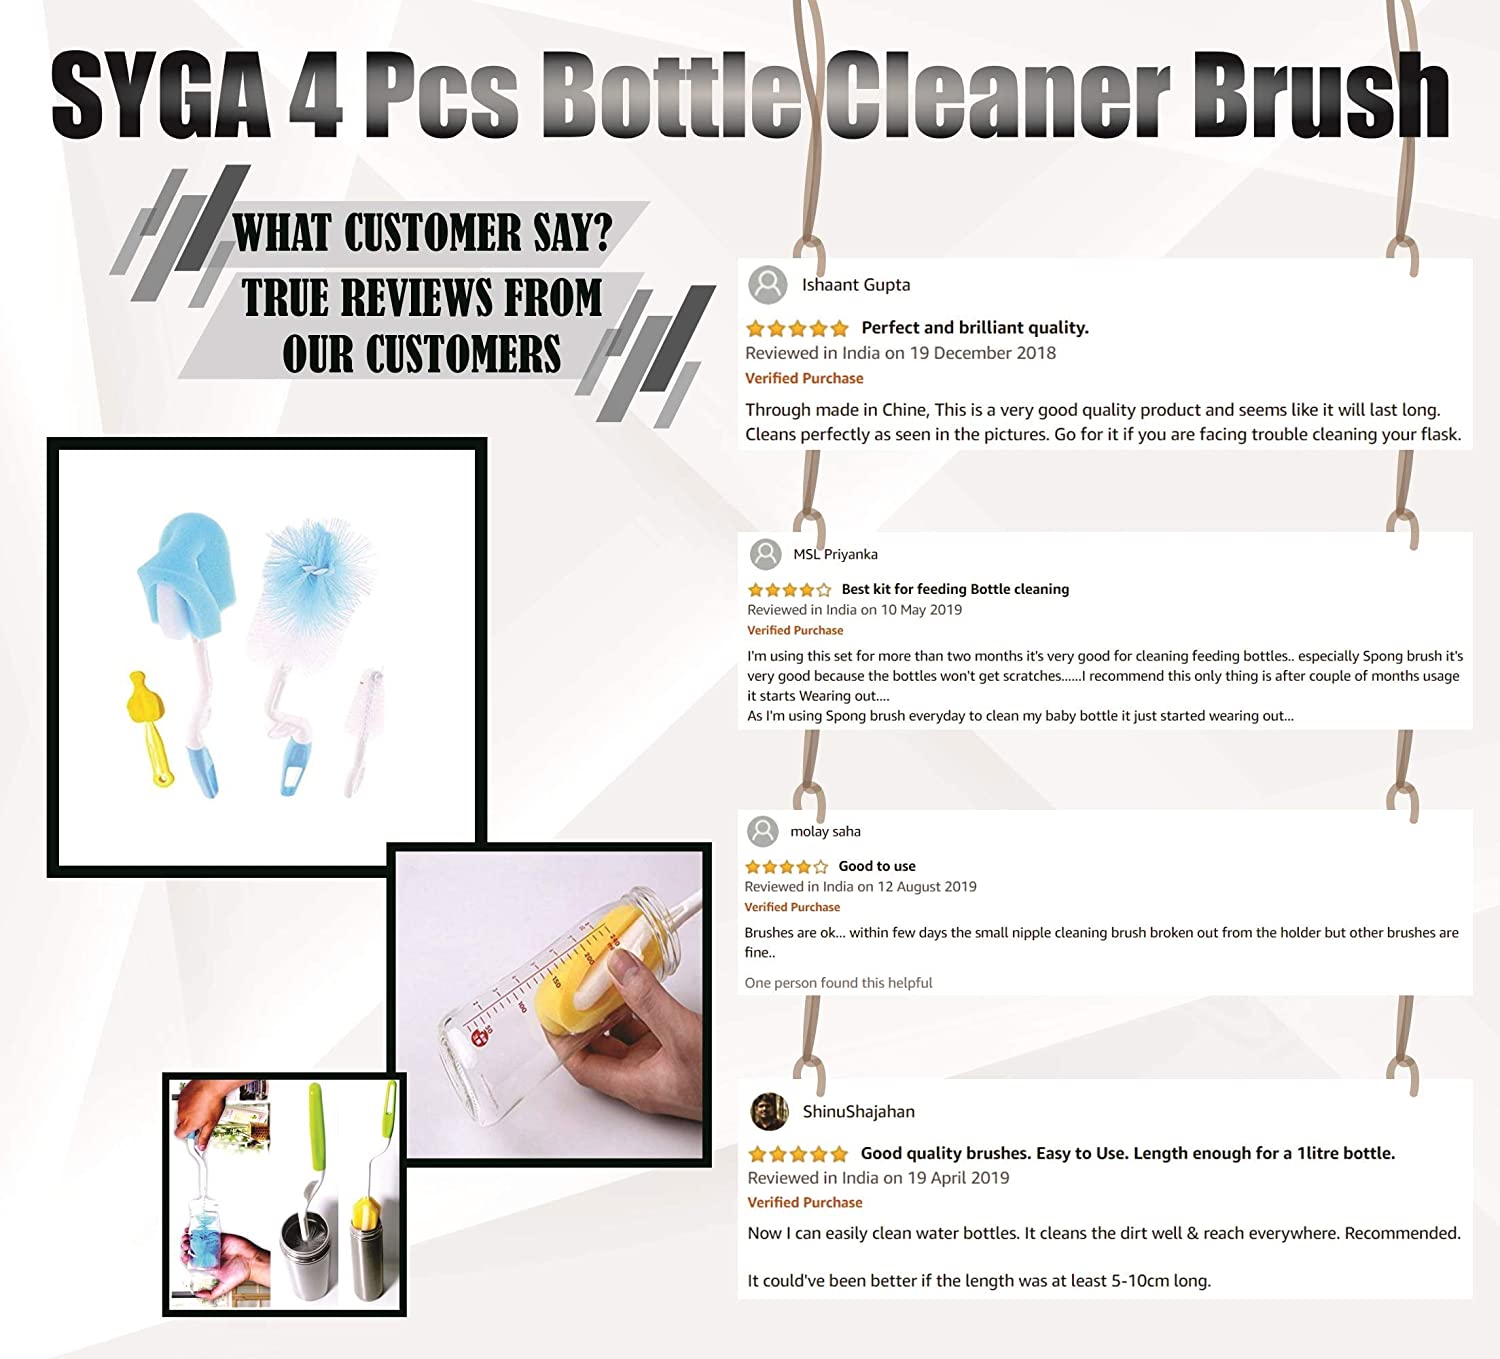 SYGA 4 Pcs Bottle Cleaner Brush
WHAT CUSTOMER SAY?
TRUE REVIEWS FROM
OUR CUSTOMERS
Ishaant Gupta
Perfect and brilliant quality.
Reviewed in India on 19 December 2018
Verified Purchase
Through made in Chine, This is a very good quality product and seems like it will last long.
Cleans perfectly as seen in the pictures. Go for it if you are facing trouble cleaning your flask.
MSL Priyanka
Best kit for feeding Bottle cleaning
Reviewed in India on 10 May 2019
Verified Purchase
I'm using this set for more than two months it's very good for cleaning feeding bottles.. especially Spong brush it's
very good because the bottles won't get scratches......I recommend this only thing is after couple of months usage
it starts Wearing out....
As I'm using Spong brush everyday to clean my baby bottle it just started wearing out...
molay saha
Good to use
Reviewed in India on 12 August 2019
Verified Purchase
Brushes are ok... within few days the small nipple cleaning brush broken out from the holder but other brushes are
fine..
One person found this helpful
ShinuShajahan
Good quality brushes. Easy to Use. Length enough for a 1litre bottle.
Reviewed in India on 19 April 2019
Verified Purchase
Now I can easily clean water bottles. It cleans the dirt well & reach everywhere. Recommended.
It could've been better if the length was at least 5-10cm long.
240
200
150
100
50